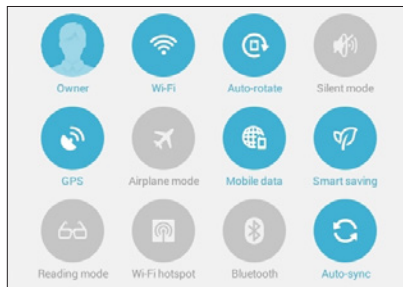 Owner Wi-Fi Auto-rotate Silent mode
GPS Airplane mode Mobile data Smart saving
Reading mode Wi-Fi hotspot Bluetooth Auto-sync